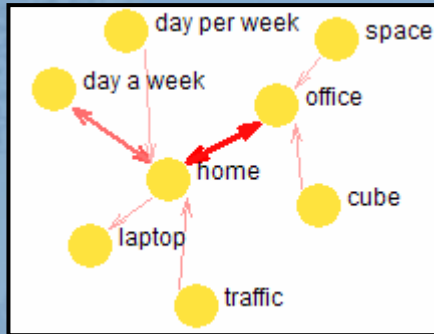 day per week
space
day a week
office
home
cube
laptop
traffic